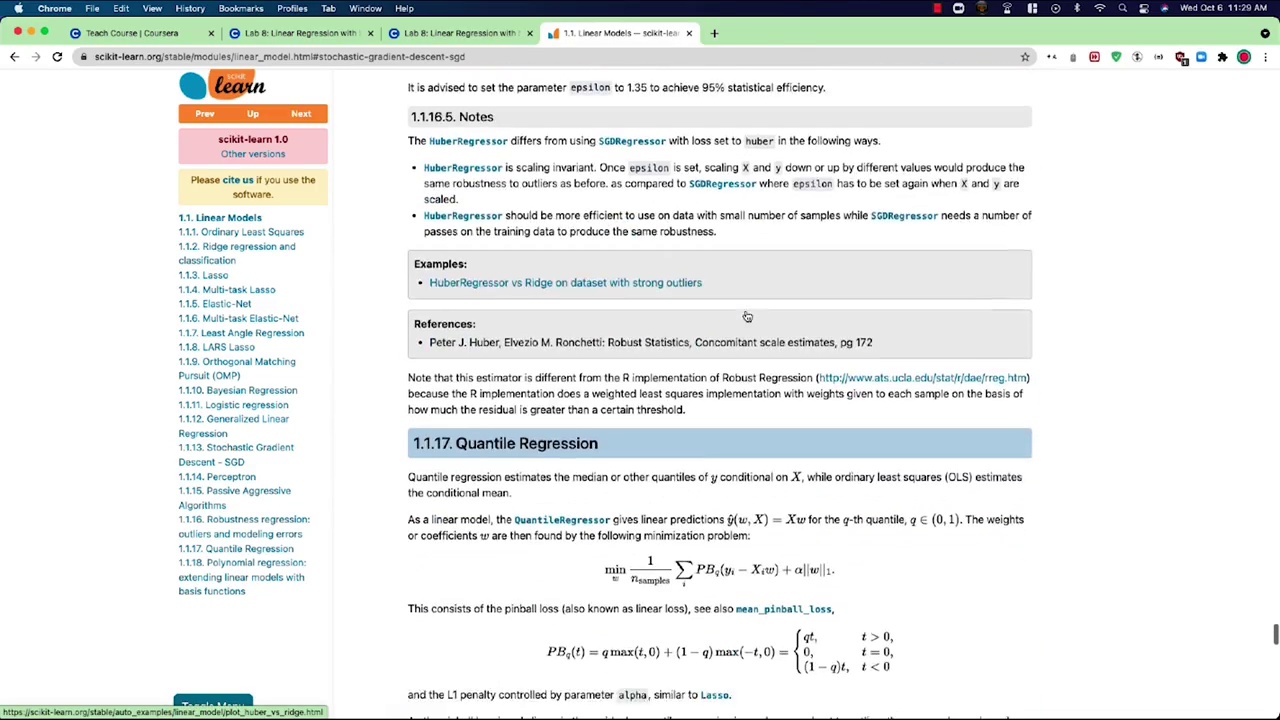 Chrome File Edit View History Bookmarks Profiles Tab Window Help
Wed Oct 6 11:29 AM
Teach Course | Coursera
Lab 8: Linear Regression with
Lab 8: Linear Regression with
1.1. Linear Models — scikit-lea
scikit-learn.org/stable/modules/linear_model.html#stochastic-gradient-descent-sgd
scikit
learn
Prev Up Next
scikit-learn 1.0
Other versions
Please cite us if you use the
software.
1.1. Linear Models
1.1.1. Ordinary Least Squares
1.1.2. Ridge regression and
classification
1.1.3. Lasso
1.1.4. Multi-task Lasso
1.1.5. Elastic-Net
1.1.6. Multi-task Elastic-Net
1.1.7. Least Angle Regression
1.1.8. LARS Lasso
1.1.9. Orthogonal Matching
Pursuit (OMP)
1.1.10. Bayesian Regression
1.1.11. Logistic regression
1.1.12. Generalized Linear
Regression
1.1.13. Stochastic Gradient
Descent - SGD
1.1.14. Perceptron
1.1.15. Passive Aggressive
Algorithms
1.1.16. Robustness regression:
outliers and modeling errors
1.1.17. Quantile Regression
1.1.18. Polynomial regression:
extending linear models with
basis functions
Toggle Menu
It is advised to set the parameter epsilon to 1.35 to achieve 95% statistical efficiency.
1.1.16.5. Notes
The HuberRegressor differs from using SGDRegressor with loss set to huber in the following ways.
• HuberRegressor is scaling invariant. Once epsilon is set, scaling X and y down or up by different values would produce the
same robustness to outliers as before. as compared to SGDRegressor where epsilon has to be set again when X and y are
scaled.
• HuberRegressor should be more efficient to use on data with small number of samples while SGDRegressor needs a number of
passes on the training data to produce the same robustness.
Examples:
• HuberRegressor vs Ridge on dataset with strong outliers
References:
• Peter J. Huber, Elvezio M. Ronchetti: Robust Statistics, Concomitant scale estimates, pg 172
Note that this estimator is different from the R implementation of Robust Regression (http://www.ats.ucla.edu/stat/r/dae/rreg.htm)
because the R implementation does a weighted least squares implementation with weights given to each sample on the basis of
how much the residual is greater than a certain threshold.
1.1.17. Quantile Regression
Quantile regression estimates the median or other quantiles of y conditional on X, while ordinary least squares (OLS) estimates
the conditional mean.
As a linear model, the QuantileRegressor gives linear predictions ŷ(w, X) = Xw for the q-th quantile, q ∈ (0, 1). The weights
or coefficients w are then found by the following minimization problem:
min_w 1/n_samples ∑_i PB_q(y_i − X_i w) + α||w||_1.
This consists of the pinball loss (also known as linear loss), see also mean_pinball_loss,
PB_q(t) = q max(t, 0) + (1 − q) max(−t, 0) = { qt, t > 0,
0, t = 0,
(1 − q)t, t < 0
and the L1 penalty controlled by parameter alpha, similar to Lasso.
https://scikit-learn.org/stable/auto_examples/linear_model/plot_huber_vs_ridge.html